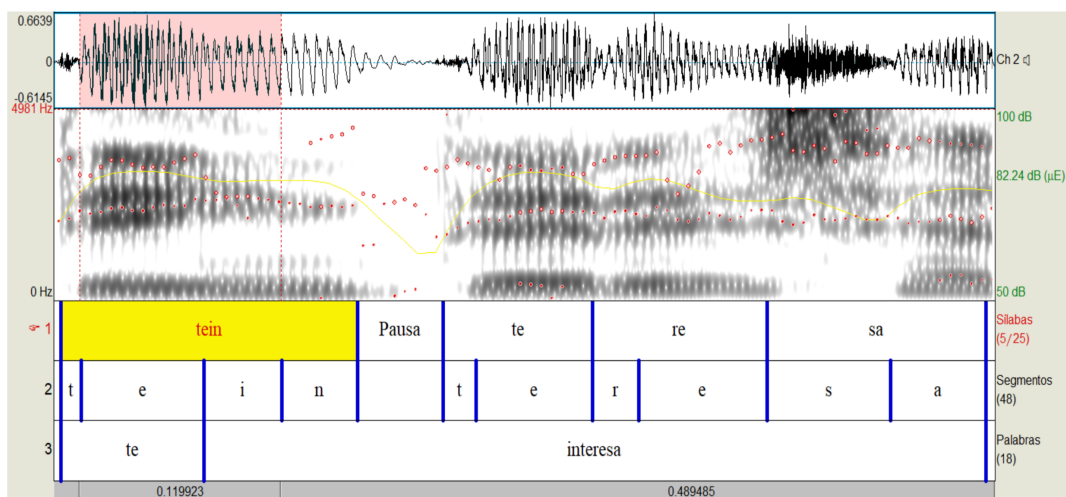 0.6639
0
-0.6145
Ch 2
4981 Hz
0 Hz
100 dB
82.24 dB (µE)
50 dB
1 tein Pausa te re sa
Sílabas
(5/25)
2 t e i n t e r e s a
Segmentos
(48)
3 te interesa
Palabras
(18)
0.119923 0.489485